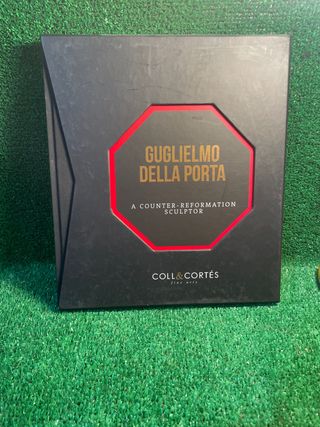 GUGLIELMO
DELLA PORTA
A COUNTER-REFORMATION
SCULPTOR
COLL&CORTÉS
fine arts